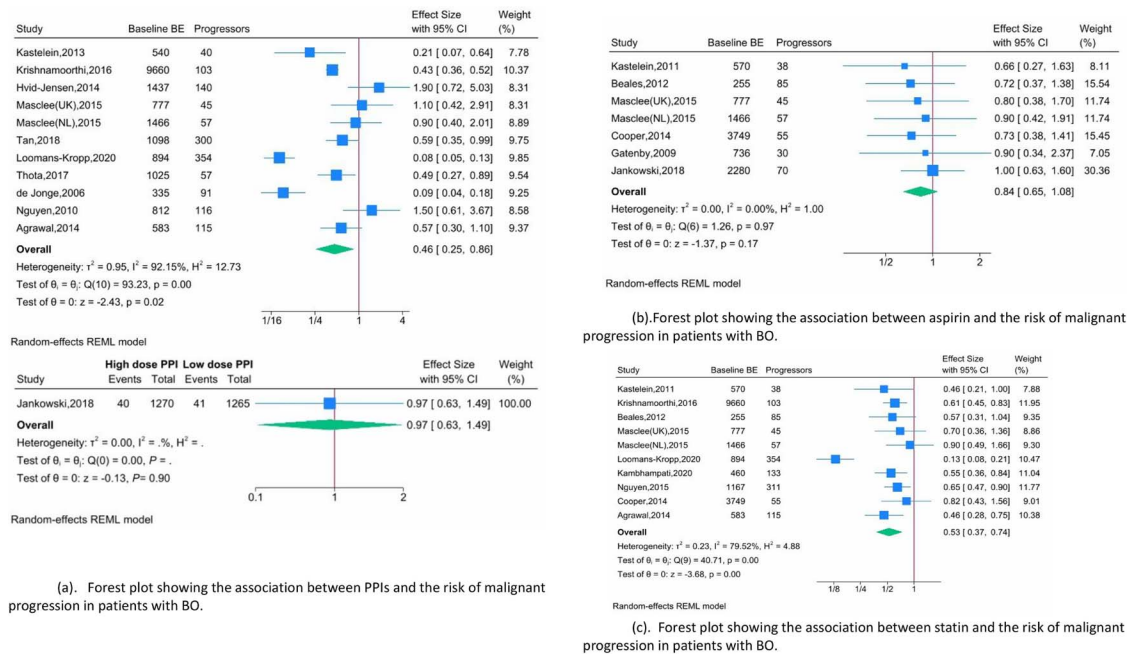 Effect Size Weight
Study Baseline BE Progressors with 95% CI (%)
Kastelein,2013 540 40 0.21 [ 0.07, 0.64] 7.78
Krishnamoorthi,2016 9660 103 0.43 [ 0.36, 0.52] 10.37
Hvid-Jensen,2014 1437 140 1.90 [ 0.72, 5.03] 8.31
Masclee(UK),2015 777 45 1.10 [ 0.42, 2.91] 8.31
Masclee(NL),2015 1466 57 0.90 [ 0.40, 2.01] 8.89
Tan,2018 1098 300 0.59 [ 0.35, 0.99] 9.75
Loomans-Kropp,2020 894 354 0.08 [ 0.05, 0.13] 9.85
Thota,2017 1025 57 0.49 [ 0.27, 0.89] 9.54
de Jonge,2006 335 91 0.09 [ 0.04, 0.18] 9.25
Nguyen,2010 812 116 1.50 [ 0.61, 3.67] 8.58
Agrawal,2014 583 115 0.57 [ 0.30, 1.10] 9.37
Overall 0.46 [ 0.25, 0.86]
Heterogeneity: τ² = 0.95, I² = 92.15%, H² = 12.73
Test of θᵢ = θⱼ: Q(10) = 93.23, p = 0.00
Test of θ = 0: z = -2.43, p = 0.02
1/16 1/4 1 4
Random-effects REML model
High dose PPI Low dose PPI Effect Size Weight
Study Events Total Events Total with 95% CI (%)
Jankowski,2018 40 1270 41 1265 0.97 [ 0.63, 1.49] 100.00
Overall 0.97 [ 0.63, 1.49]
Heterogeneity: τ² = 0.00, I² = .%, H² = .
Test of θᵢ = θⱼ: Q(0) = 0.00, P = .
Test of θ = 0: z = -0.13, P= 0.90
0.1 1 2
Random-effects REML model
(a). Forest plot showing the association between PPIs and the risk of malignant
progression in patients with BO.
Effect Size Weight
Study Baseline BE Progressors with 95% CI (%)
Kastelein,2011 570 38 0.66 [ 0.27, 1.63] 8.11
Beales,2012 255 85 0.72 [ 0.37, 1.38] 15.54
Masclee(UK),2015 777 45 0.80 [ 0.38, 1.70] 11.74
Masclee(NL),2015 1466 57 0.90 [ 0.42, 1.91] 11.74
Cooper,2014 3749 55 0.73 [ 0.38, 1.41] 15.45
Gatenby,2009 736 30 0.90 [ 0.34, 2.37] 7.05
Jankowski,2018 2280 70 1.00 [ 0.63, 1.60] 30.36
Overall 0.84 [ 0.65, 1.08]
Heterogeneity: τ² = 0.00, I² = 0.00%, H² = 1.00
Test of θᵢ = θⱼ: Q(6) = 1.26, p = 0.97
Test of θ = 0: z = -1.37, p = 0.17
1/2 1 2
Random-effects REML model
(b).Forest plot showing the association between aspirin and the risk of malignant
progression in patients with BO.
Effect Size Weight
Study Baseline BE Progressors with 95% CI (%)
Kastelein,2011 570 38 0.46 [ 0.21, 1.00] 7.88
Krishnamoorthi,2016 9660 103 0.61 [ 0.45, 0.83] 11.95
Beales,2012 255 85 0.57 [ 0.31, 1.04] 9.35
Masclee(UK),2015 777 45 0.70 [ 0.36, 1.36] 8.86
Masclee(NL),2015 1466 57 0.90 [ 0.49, 1.66] 9.30
Loomans-Kropp,2020 894 354 0.13 [ 0.08, 0.21] 10.47
Kambhampati,2020 460 133 0.55 [ 0.36, 0.84] 11.04
Nguyen,2015 1167 311 0.65 [ 0.47, 0.90] 11.77
Cooper,2014 3749 55 0.82 [ 0.43, 1.56] 9.01
Agrawal,2014 583 115 0.46 [ 0.28, 0.75] 10.38
Overall 0.53 [ 0.37, 0.74]
Heterogeneity: τ² = 0.23, I² = 79.52%, H² = 4.88
Test of θᵢ = θⱼ: Q(9) = 40.71, p = 0.00
Test of θ = 0: z = -3.68, p = 0.00
1/8 1/4 1/2 1
Random-effects REML model
(c). Forest plot showing the association between statin and the risk of malignant
progression in patients with BO.